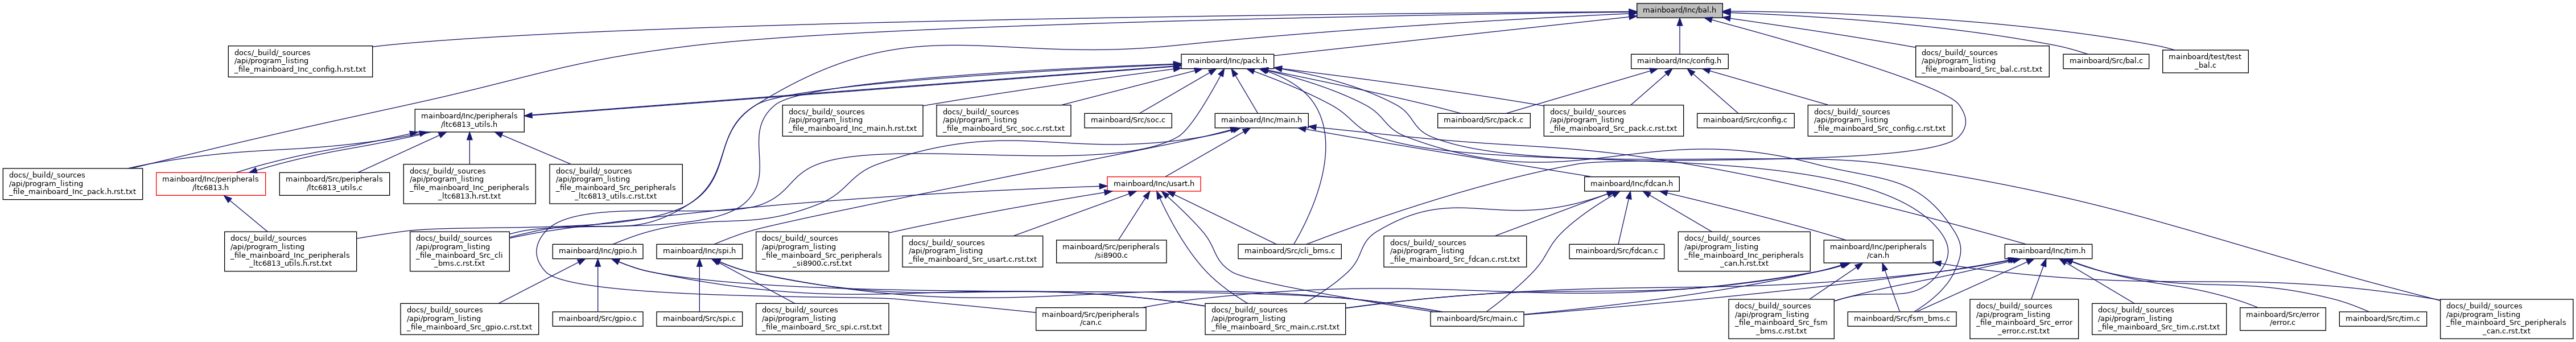 mainboard/Inc/bal.h
docs/_build/_sources
/api/program_listing
_file_mainboard_Inc_config.h.rst.txt
mainboard/Inc/pack.h
mainboard/Inc/config.h
docs/_build/_sources
/api/program_listing
_file_mainboard_Src_bal.c.rst.txt
mainboard/Src/bal.c
mainboard/test/test
_bal.c
mainboard/Inc/peripherals
/ltc6813_utils.h
docs/_build/_sources
/api/program_listing
_file_mainboard_Inc_main.h.rst.txt
docs/_build/_sources
/api/program_listing
_file_mainboard_Src_soc.c.rst.txt
mainboard/Src/soc.c
mainboard/Inc/main.h
mainboard/Src/pack.c
docs/_build/_sources
/api/program_listing
_file_mainboard_Src_pack.c.rst.txt
mainboard/Src/config.c
docs/_build/_sources
/api/program_listing
_file_mainboard_Src_config.c.rst.txt
docs/_build/_sources
/api/program_listing
_file_mainboard_Inc_pack.h.rst.txt
mainboard/Inc/peripherals
/ltc6813.h
mainboard/Src/peripherals
/ltc6813_utils.c
docs/_build/_sources
/api/program_listing
_file_mainboard_Inc_peripherals
_ltc6813.h.rst.txt
docs/_build/_sources
/api/program_listing
_file_mainboard_Src_peripherals
_ltc6813_utils.c.rst.txt
mainboard/Inc/usart.h
mainboard/Inc/fdcan.h
docs/_build/_sources
/api/program_listing
_file_mainboard_Inc_peripherals
_ltc6813_utils.h.rst.txt
docs/_build/_sources
/api/program_listing
_file_mainboard_Src_cli
_bms.c.rst.txt
mainboard/Inc/gpio.h
mainboard/Inc/spi.h
docs/_build/_sources
/api/program_listing
_file_mainboard_Src_peripherals
_si8900.c.rst.txt
docs/_build/_sources
/api/program_listing
_file_mainboard_Src_usart.c.rst.txt
mainboard/Src/peripherals
/si8900.c
mainboard/Src/cli_bms.c
docs/_build/_sources
/api/program_listing
_file_mainboard_Src_fdcan.c.rst.txt
mainboard/Src/fdcan.c
docs/_build/_sources
/api/program_listing
_file_mainboard_Inc_peripherals
_can.h.rst.txt
mainboard/Inc/peripherals
/can.h
mainboard/Inc/tim.h
docs/_build/_sources
/api/program_listing
_file_mainboard_Src_gpio.c.rst.txt
mainboard/Src/gpio.c
mainboard/Src/spi.c
docs/_build/_sources
/api/program_listing
_file_mainboard_Src_spi.c.rst.txt
mainboard/Src/peripherals
/can.c
docs/_build/_sources
/api/program_listing
_file_mainboard_Src_main.c.rst.txt
mainboard/Src/main.c
docs/_build/_sources
/api/program_listing
_file_mainboard_Src_fsm
_bms.c.rst.txt
mainboard/Src/fsm_bms.c
docs/_build/_sources
/api/program_listing
_file_mainboard_Src_error
_error.c.rst.txt
docs/_build/_sources
/api/program_listing
_file_mainboard_Src_tim.c.rst.txt
mainboard/Src/error
/error.c
mainboard/Src/tim.c
docs/_build/_sources
/api/program_listing
_file_mainboard_Src_peripherals
_can.c.rst.txt